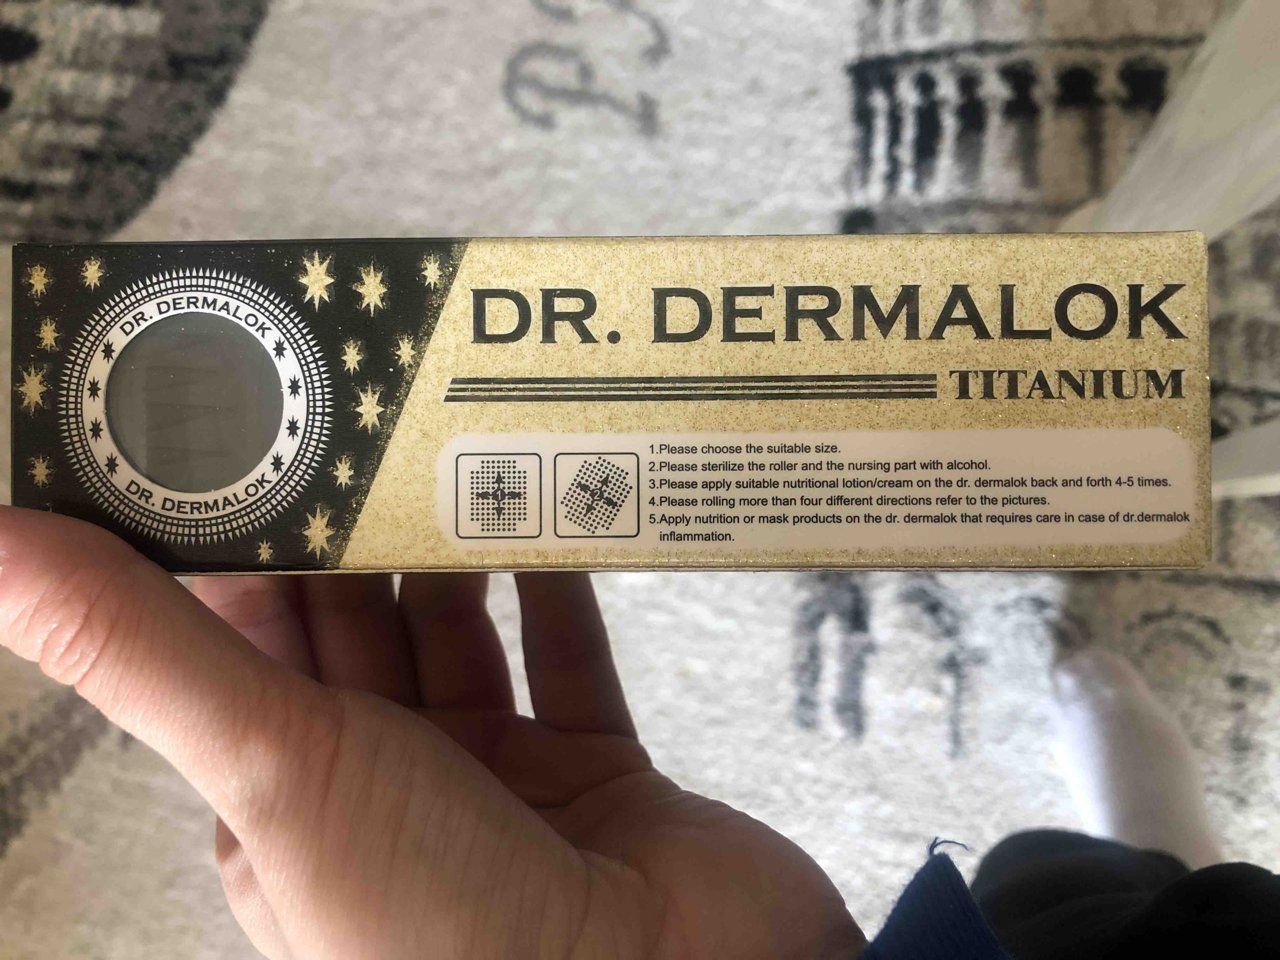 DR. DERMALOK
DR. DERMALOK
DR. DERMALOK
TITANIUM
1
2
1.Please choose the suitable size.
2.Please sterilize the roller and the nursing part with alcohol.
3.Please apply suitable nutritional lotion/cream on the dr. dermalok back and forth 4-5 times.
4.Please rolling more than four different directions refer to the pictures.
5.Apply nutrition or mask products on the dr. dermalok that requires care in case of dr.dermalok
inflammation.